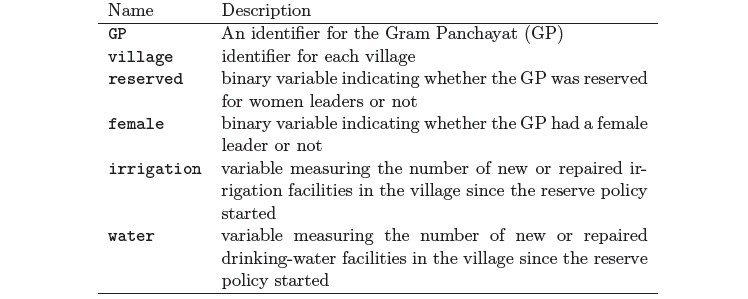 Name Description
GP An identifier for the Gram Panchayat (GP)
village identifier for each village
reserved binary variable indicating whether the GP was reserved
for women leaders or not
female binary variable indicating whether the GP had a female
leader or not
irrigation variable measuring the number of new or repaired ir-
rigation facilities in the village since the reserve policy
started
water variable measuring the number of new or repaired
drinking-water facilities in the village since the reserve
policy started